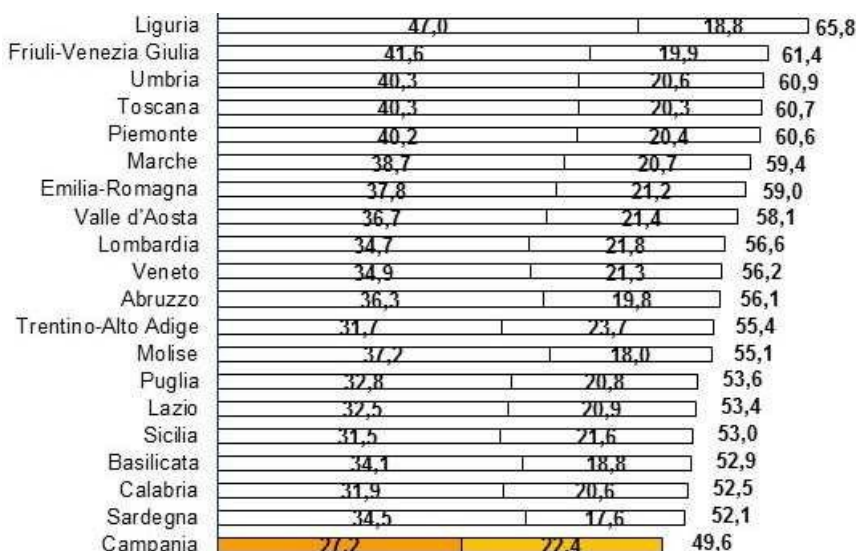 Liguria 47,0 18,8 65,8
Friuli-Venezia Giulia 41,6 19,9 61,4
Umbria 40,3 20,6 60,9
Toscana 40,3 20,3 60,7
Piemonte 40,2 20,4 60,6
Marche 38,7 20,7 59,4
Emilia-Romagna 37,8 21,2 59,0
Valle d'Aosta 36,7 21,4 58,1
Lombardia 34,7 21,8 56,6
Veneto 34,9 21,3 56,2
Abruzzo 36,3 19,8 56,1
Trentino-Alto Adige 31,7 23,7 55,4
Molise 37,2 18,0 55,1
Puglia 32,8 20,8 53,6
Lazio 32,5 20,9 53,4
Sicilia 31,5 21,6 53,0
Basilicata 34,1 18,8 52,9
Calabria 31,9 20,6 52,5
Sardegna 34,5 17,6 52,1
Campania 27,2 22,4 49,6